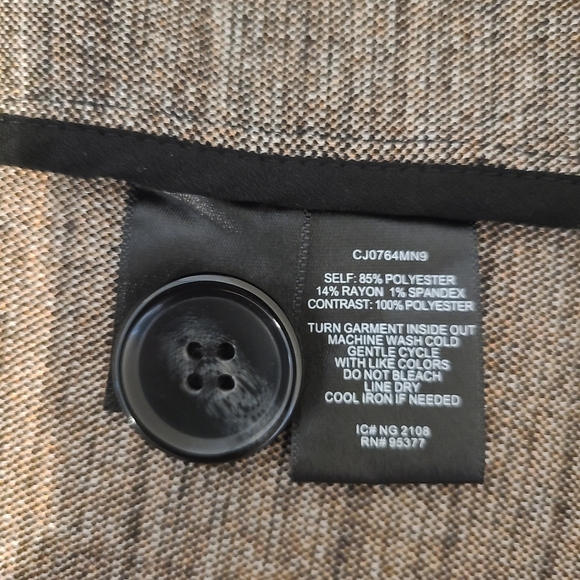 CJ0764MN9
SELF: 85% POLYESTER
14% RAYON 1% SPANDEX
CONTRAST: 100% POLYESTER
TURN GARMENT INSIDE OUT
MACHINE WASH COLD
GENTLE CYCLE
WITH LIKE COLORS
DO NOT BLEACH
LINE DRY
COOL IRON IF NEEDED
IC# NG 2108
RN# 95377